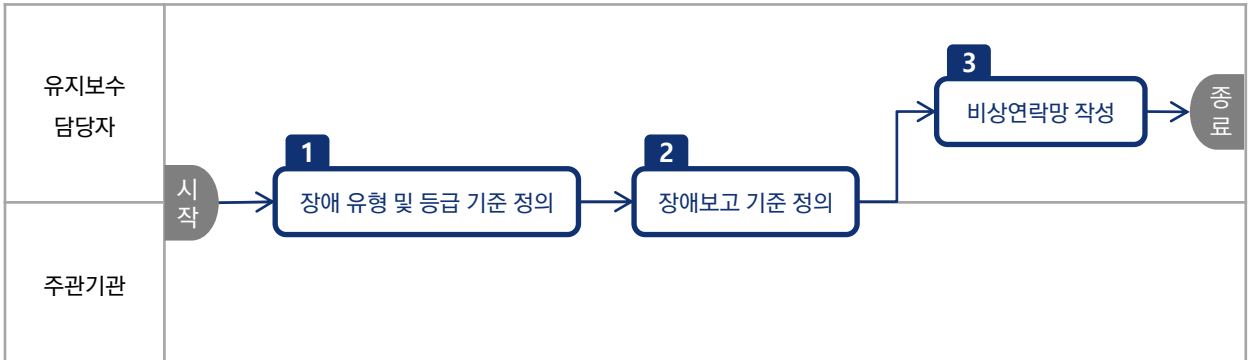 유지보수
담당자
주관기관
시
작
1
장애 유형 및 등급 기준 정의
2
장애보고 기준 정의
3
비상연락망 작성
종
료